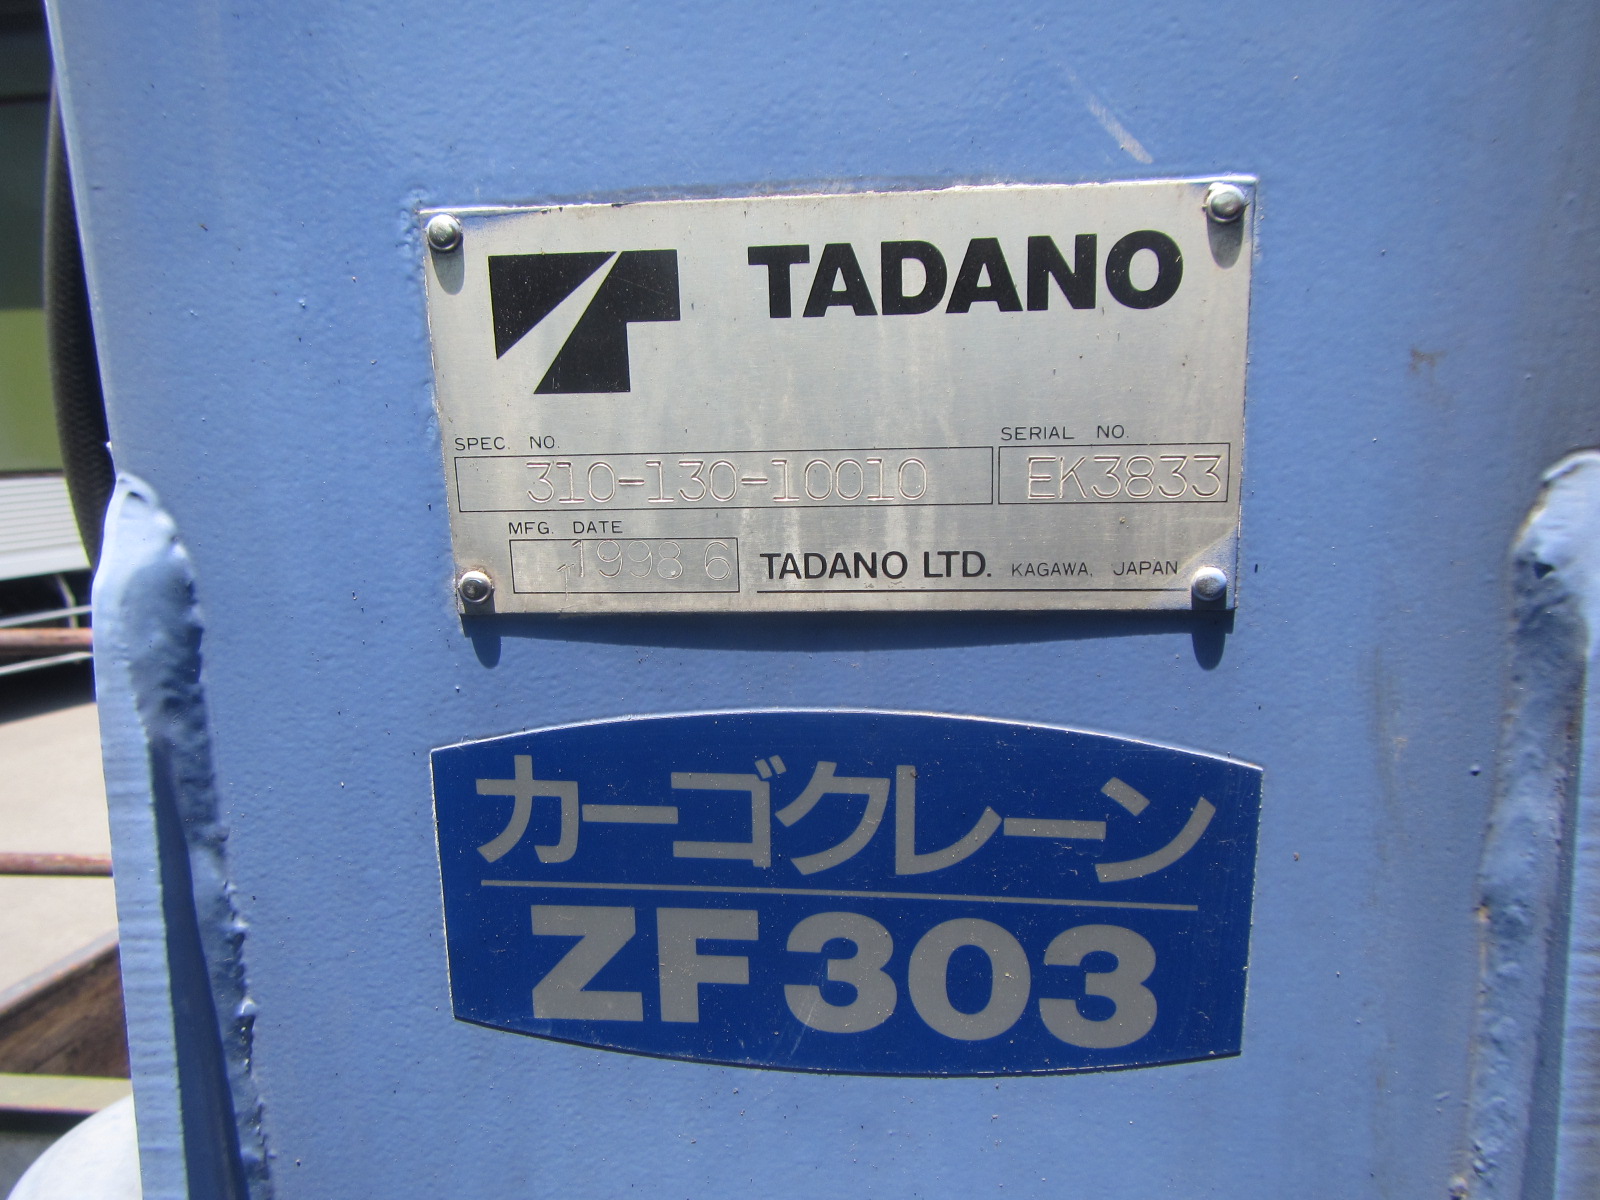 TADANO
SPEC. NO.
310-130-10010
SERIAL NO.
EK3833
MFG. DATE
1998 6
TADANO LTD. KAGAWA, JAPAN
カーゴクレーン
ZF303